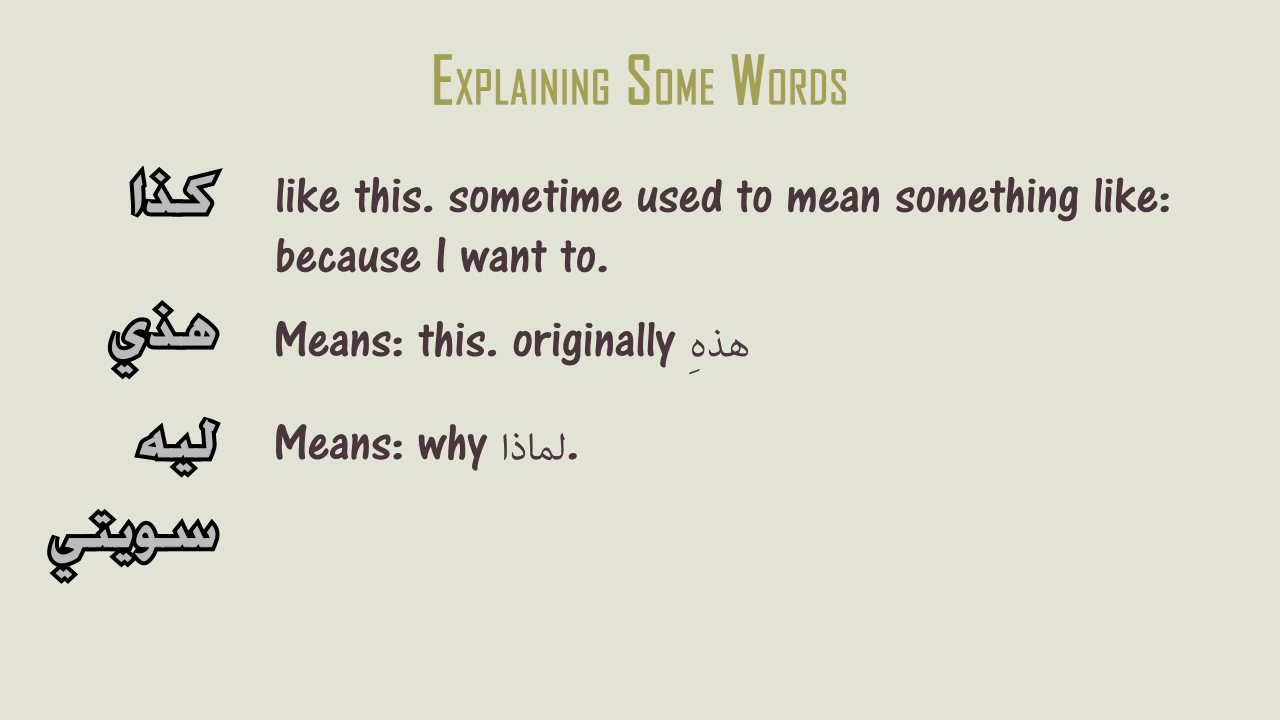 Explaining Some Words
كذا like this. sometime used to mean something like:
because I want to.
هذي Means: this. originally هذهِ
ليه Means: why لماذا.
سويتي